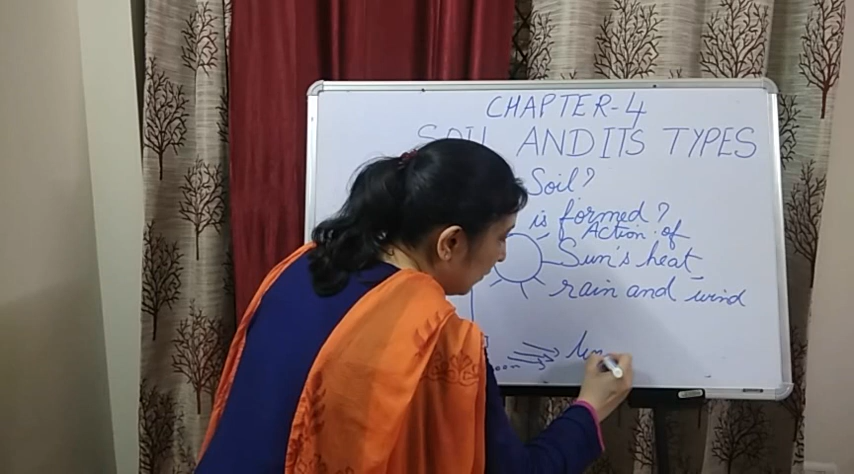 CHAPTER-4
SOIL AND ITS TYPES
Soil?
is formed?
Action of
Sun's heat
rain and wind